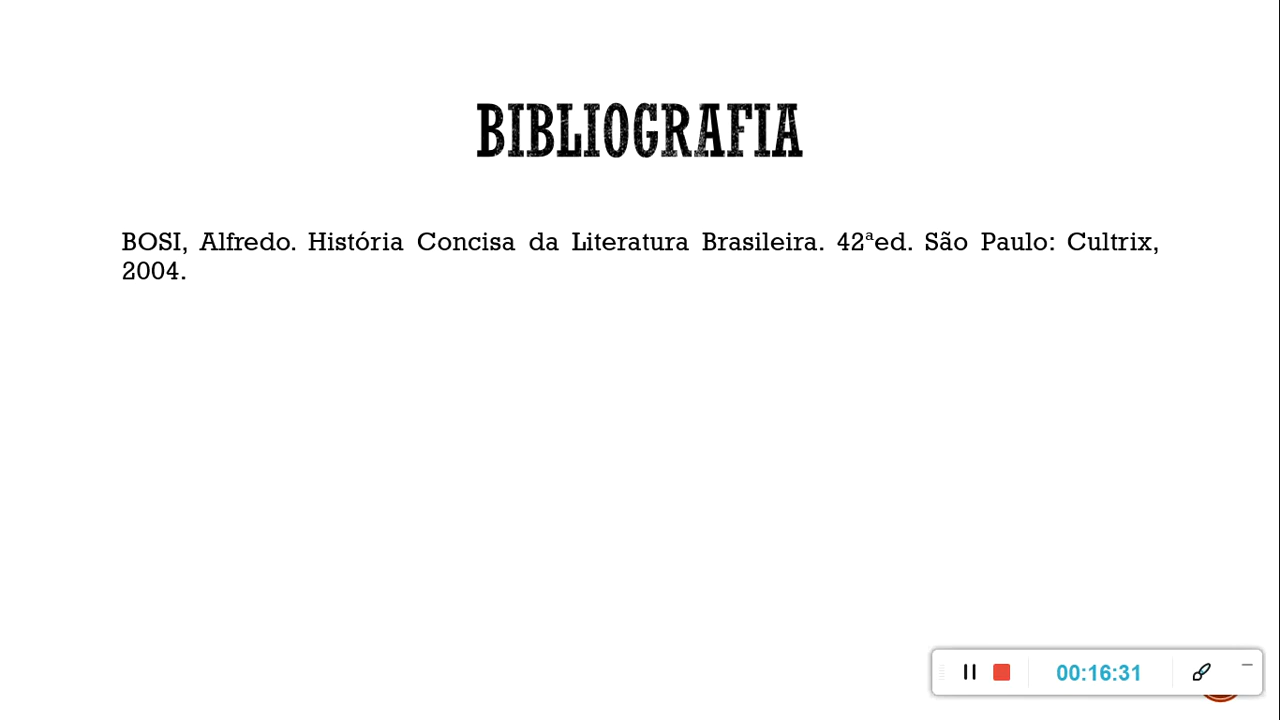 BIBLIOGRAFIA
BOSI, Alfredo. História Concisa da Literatura Brasileira. 42ªed. São Paulo: Cultrix,
2004.
00:16:31